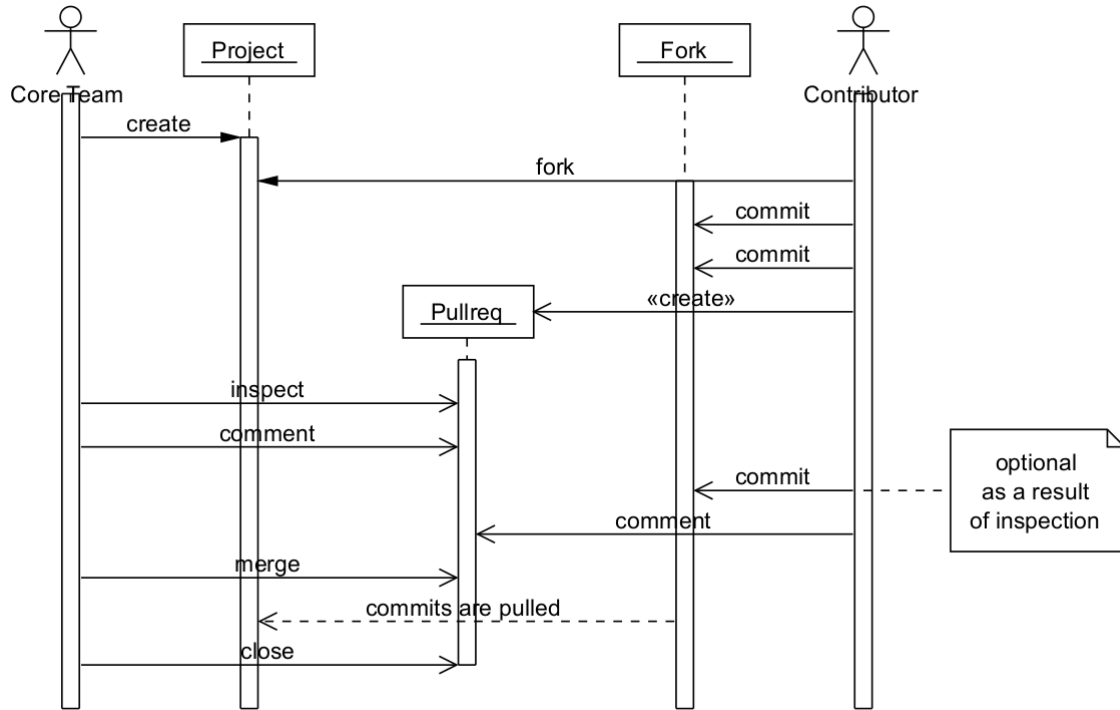 Project
Fork
Core Team
Contributor
create
fork
commit
commit
«create»
Pullreq
inspect
comment
commit
optional
as a result
of inspection
comment
merge
commits are pulled
close